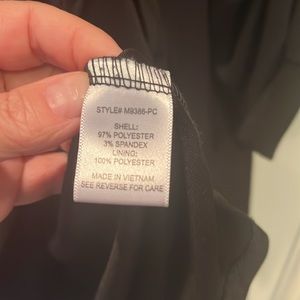 STYLE# M9386-PC
SHELL:
97% POLYESTER
3% SPANDEX
LINING:
100% POLYESTER
MADE IN VIETNAM
SEE REVERSE FOR CARE